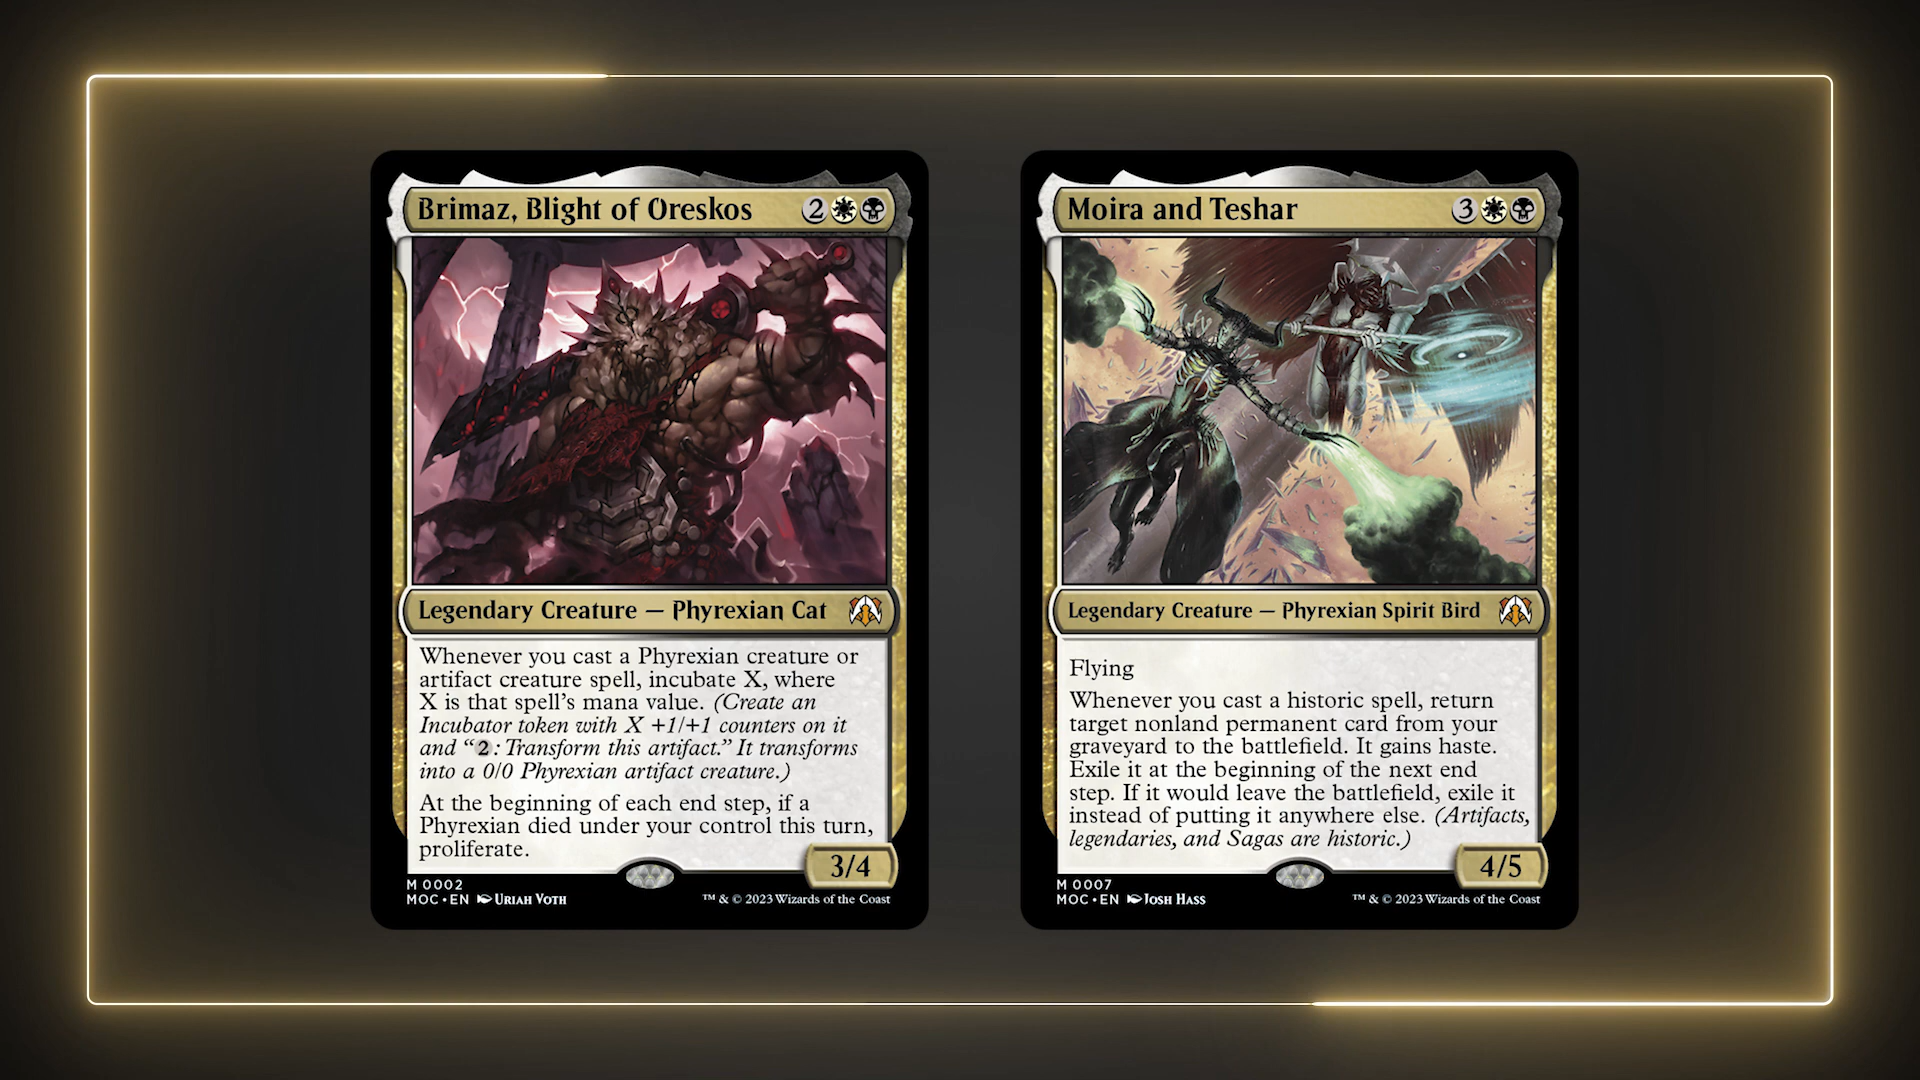 Brimaz, Blight of Oreskos 2
Legendary Creature — Phyrexian Cat
Whenever you cast a Phyrexian creature or
artifact creature spell, incubate X, where
X is that spell's mana value. (Create an
Incubator token with X +1/+1 counters on it
and “2: Transform this artifact.” It transforms
into a 0/0 Phyrexian artifact creature.)
At the beginning of each end step, if a
Phyrexian died under your control this turn,
proliferate.
3/4
M 0002
MOC • EN Uriah Voth
™ & © 2023 Wizards of the Coast
Moira and Teshar 3
Legendary Creature — Phyrexian Spirit Bird
Flying
Whenever you cast a historic spell, return
target nonland permanent card from your
graveyard to the battlefield. It gains haste.
Exile it at the beginning of the next end
step. If it would leave the battlefield, exile it
instead of putting it anywhere else. (Artifacts,
legendaries, and Sagas are historic.)
4/5
M 0007
MOC • EN Josh Hass
™ & © 2023 Wizards of the Coast